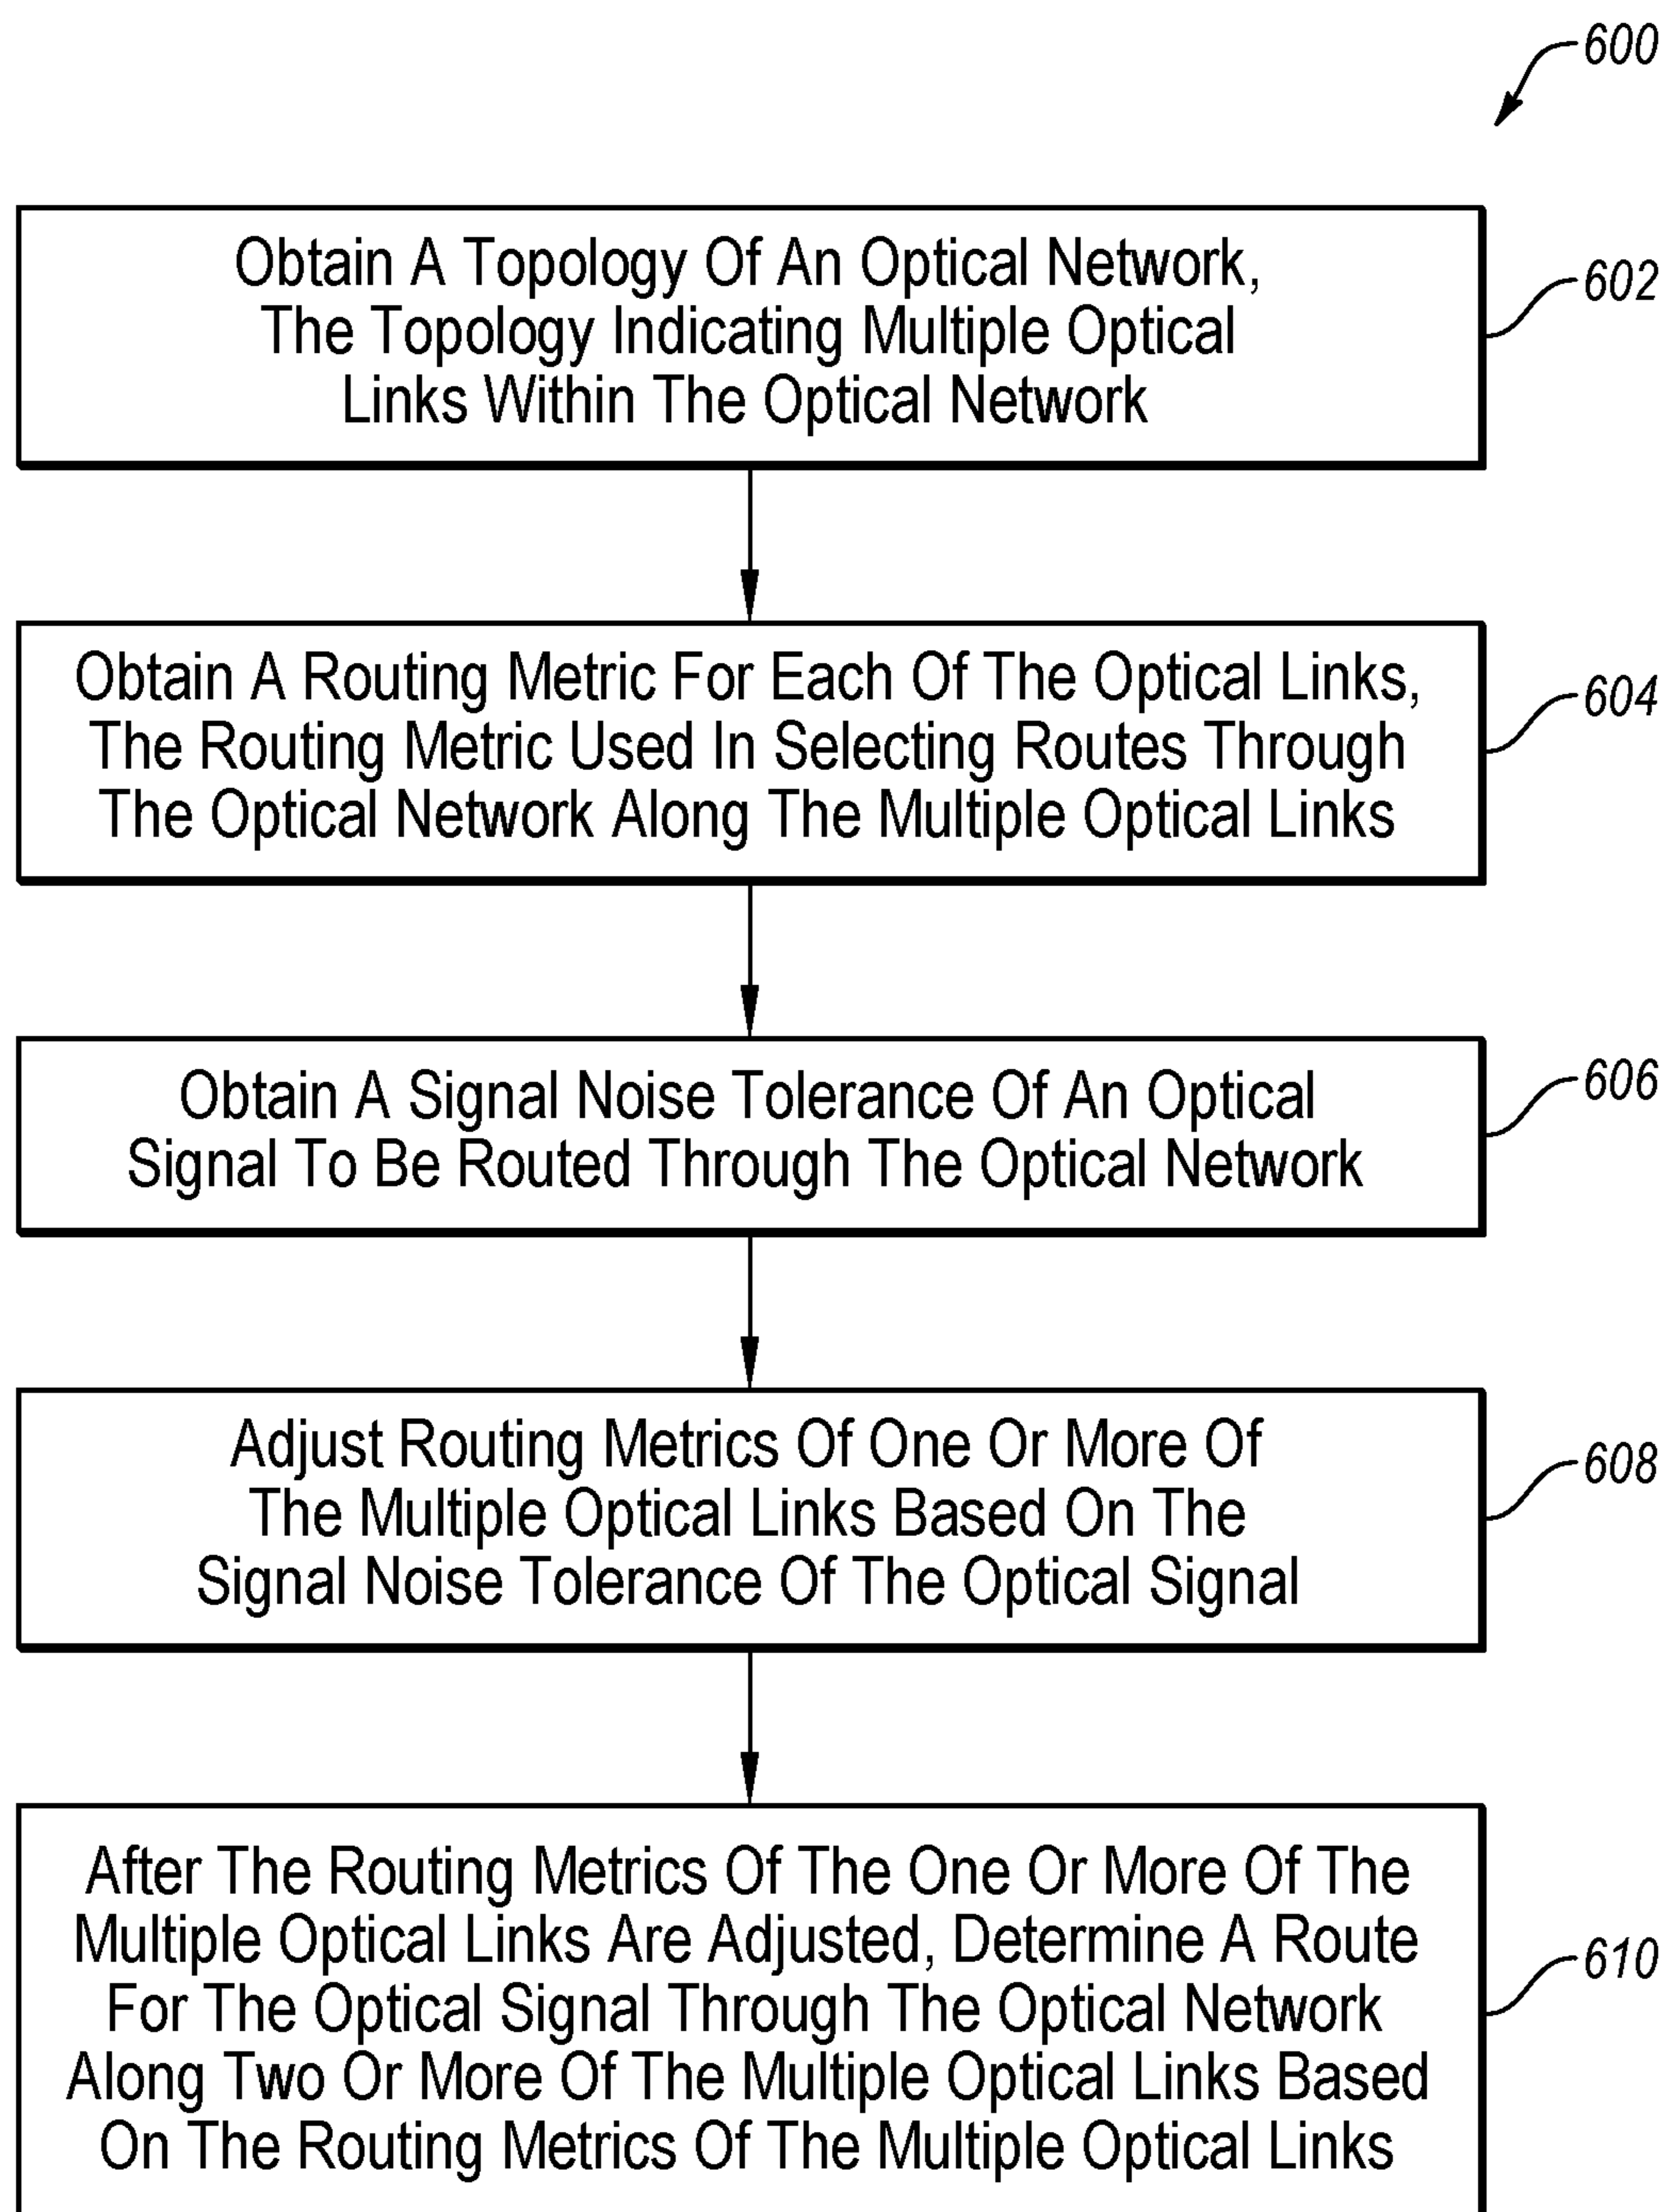 600
Obtain A Topology Of An Optical Network,
The Topology Indicating Multiple Optical
Links Within The Optical Network
602
Obtain A Routing Metric For Each Of The Optical Links,
The Routing Metric Used In Selecting Routes Through
The Optical Network Along The Multiple Optical Links
604
Obtain A Signal Noise Tolerance Of An Optical
Signal To Be Routed Through The Optical Network
606
Adjust Routing Metrics Of One Or More Of
The Multiple Optical Links Based On The
Signal Noise Tolerance Of The Optical Signal
608
After The Routing Metrics Of The One Or More Of The
Multiple Optical Links Are Adjusted, Determine A Route
For The Optical Signal Through The Optical Network
Along Two Or More Of The Multiple Optical Links Based
On The Routing Metrics Of The Multiple Optical Links
610